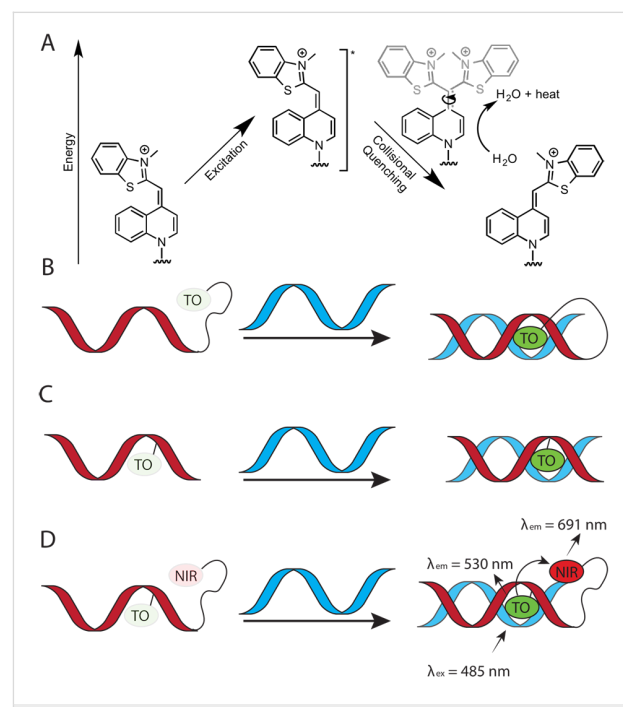 A
Energy
N
⊕
S
N
Excitation
N
⊕
S
N
*
Collisional
Quenching
⊕
N
N
⊕
S
S
N
H₂O + heat
H₂O
N
⊕
S
N
B
TO
TO
C
TO
TO
D
NIR
TO
λem = 691 nm
λem = 530 nm
NIR
TO
λex = 485 nm